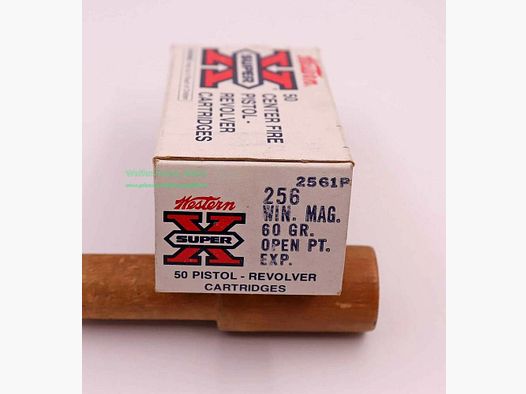 Western
SUPER
X
50
CENTER FIRE
PISTOL -
REVOLVER
CARTRIDGES
2561P
Western
SUPER
X
256
WIN. MAG.
60 GR.
OPEN PT.
EXP.
50 PISTOL - REVOLVER
CARTRIDGES